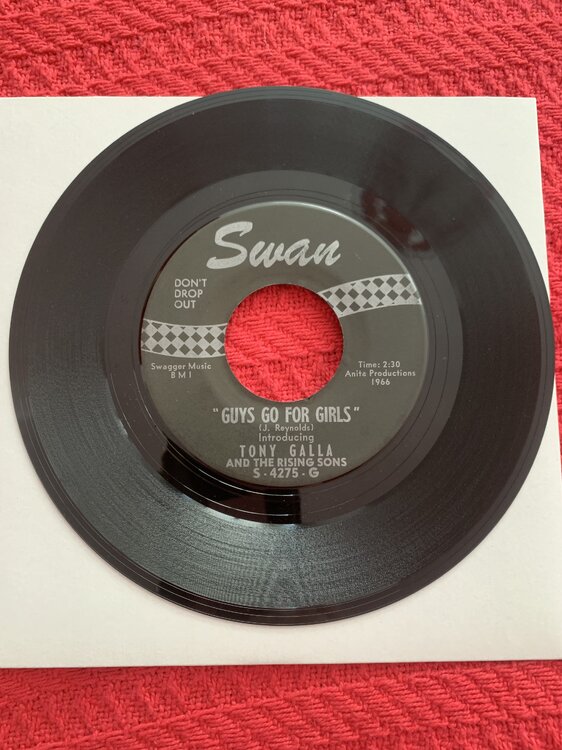 Swan
DON'T
DROP
OUT
Swagger Music
B M I
Time: 2:30
Anite Productions
1966
"GUYS GO FOR GIRLS"
(J. Reynolds)
Introducing
TONY GALLA
AND THE RISING SONS
S - 4275 - G